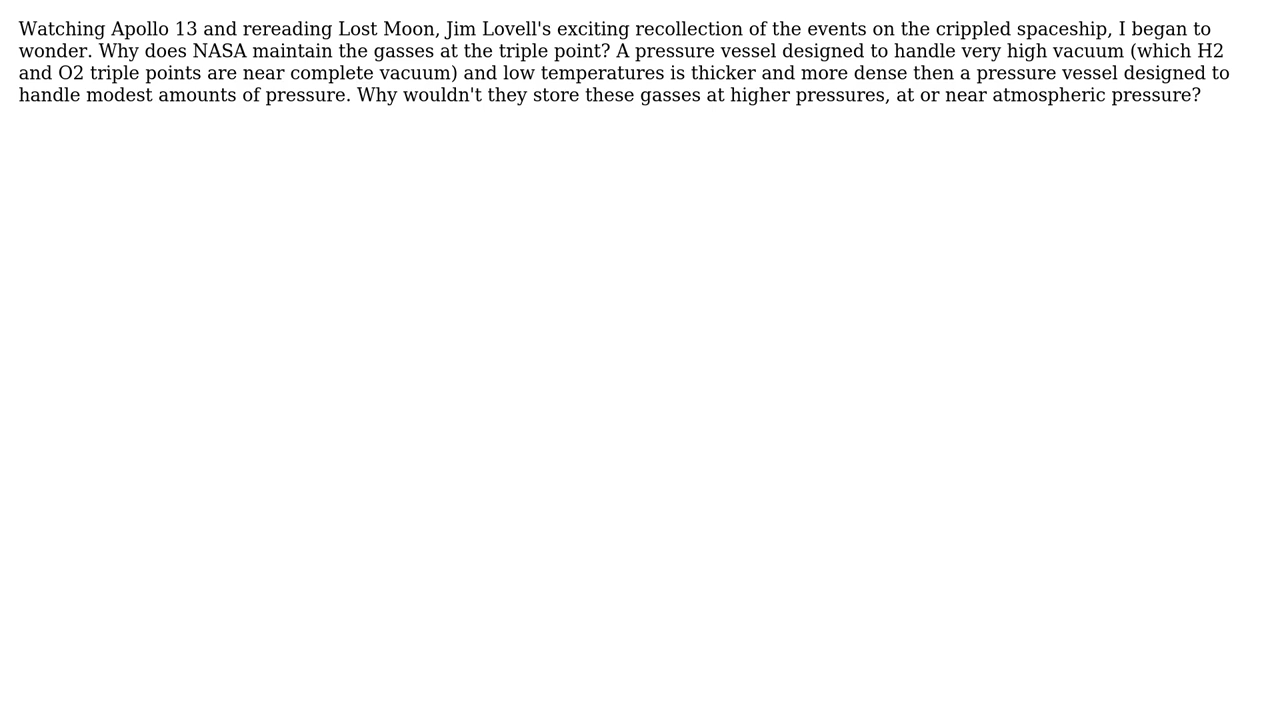 Watching Apollo 13 and rereading Lost Moon, Jim Lovell's exciting recollection of the events on the crippled spaceship, I began to
wonder. Why does NASA maintain the gasses at the triple point? A pressure vessel designed to handle very high vacuum (which H2
and O2 triple points are near complete vacuum) and low temperatures is thicker and more dense then a pressure vessel designed to
handle modest amounts of pressure. Why wouldn't they store these gasses at higher pressures, at or near atmospheric pressure?